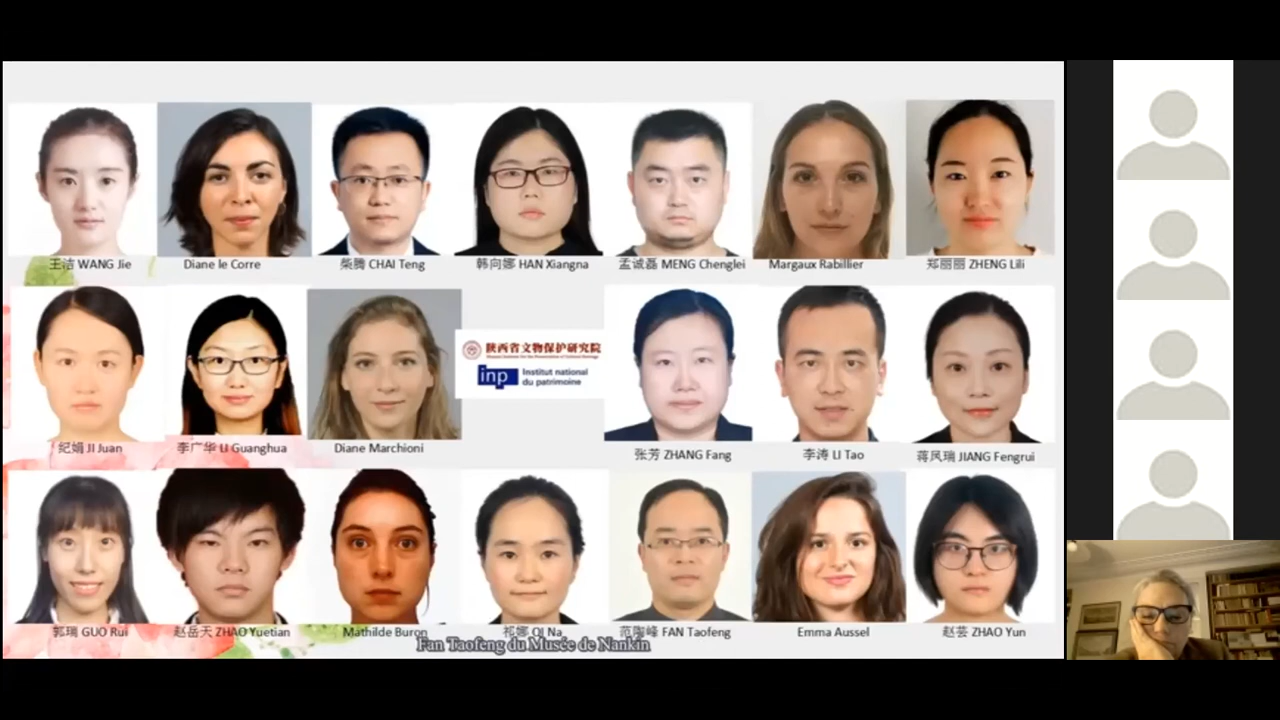 王洁 WANG Jie
Diane le Corre
柴腾 CHAI Teng
韩向娜 HAN Xiangna
孟诚磊 MENG Chenglei
Margaux Rabillier
郑丽丽 ZHENG Lili
纪娟 JI Juan
李广华 LI Guanghua
Diane Marchioni
陕西省文物保护研究院
inp
Institut national
du patrimoine
张芳 ZHANG Fang
李涛 LI Tao
蒋凤瑞 JIANG Fengrui
郭瑞 GUO Rui
赵岳天 ZHAO Yuetian
Mathilde Buron
祁娜 QI Na
范陶峰 FAN Taofeng
Emma Aussel
赵芸 ZHAO Yun
Fan Taofeng du Musée de Nankin